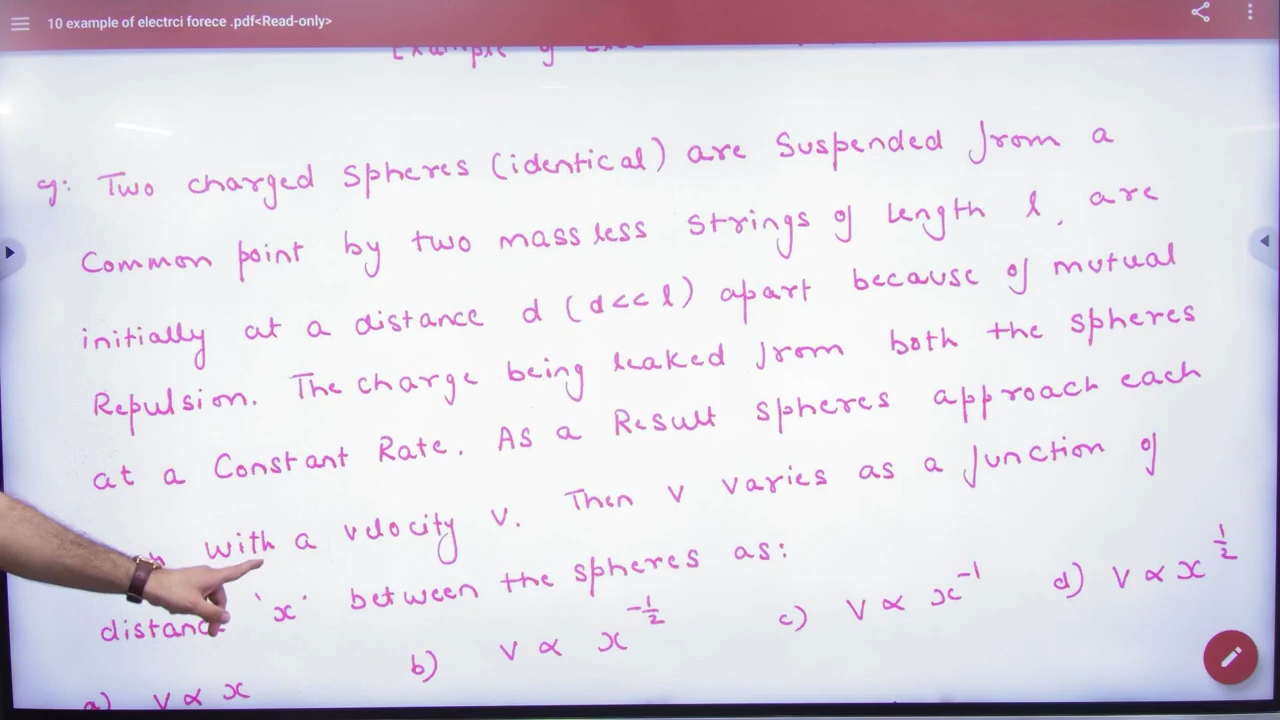 10 example of electrci forece .pdf<Read-only>
Example of
g: Two charged Spheres (identical) are Suspended from a
Common point by two massless Strings of length l, are
initially at a distance d (d<<l) apart because of mutual
Repulsion. The charge being leaked from both the spheres
at a Constant Rate. As a Result spheres approach each
with a velocity v. Then v varies as a function of
distance 'x' between the spheres as:
a) v ∝ x b) v ∝ x^{-1/2} c) v ∝ x^{-1} d) v ∝ x^{1/2}